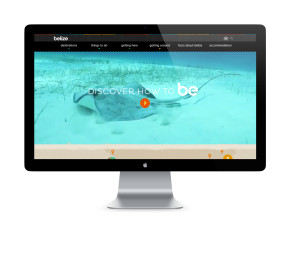 belize
destinations things to do getting here getting around facts about belize accommodations
DISCOVER HOW TO be